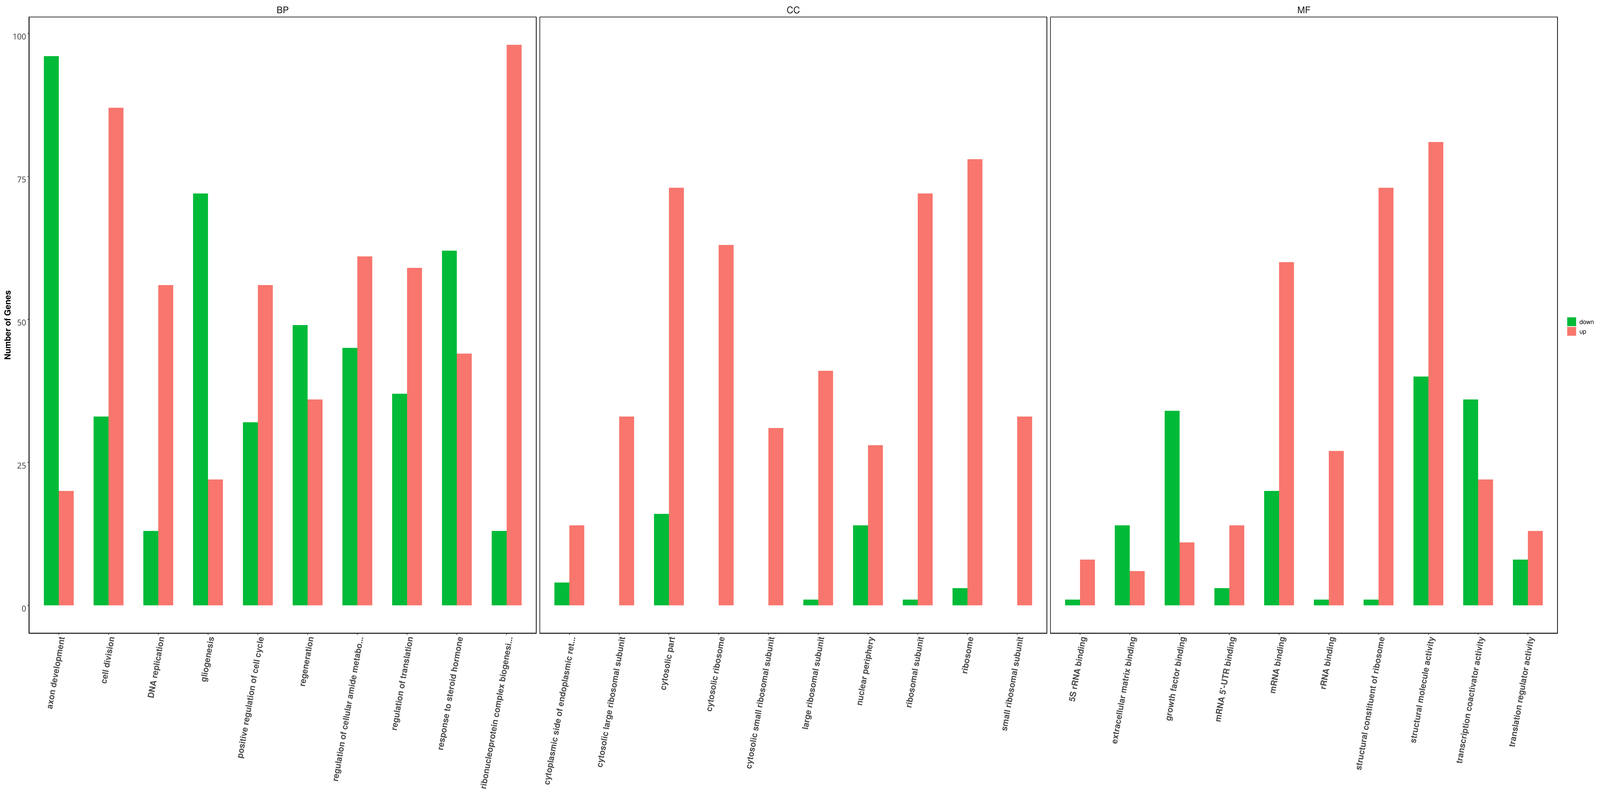 BP
CC
MF
Number of Genes
100
75
50
25
0
axon development
cell division
DNA replication
gliogenesis
positive regulation of cell cycle
regeneration
regulation of cellular amide metabo...
regulation of translation
response to steroid hormone
ribonucleoprotein complex biogenesi...
cytoplasmic side of endoplasmic ret...
cytosolic large ribosomal subunit
cytosolic part
cytosolic ribosome
cytosolic small ribosomal subunit
large ribosomal subunit
nuclear periphery
ribosomal subunit
ribosome
small ribosomal subunit
5S rRNA binding
extracellular matrix binding
growth factor binding
mRNA 5'-UTR binding
mRNA binding
rRNA binding
structural constituent of ribosome
structural molecule activity
transcription coactivator activity
translation regulator activity
down
up